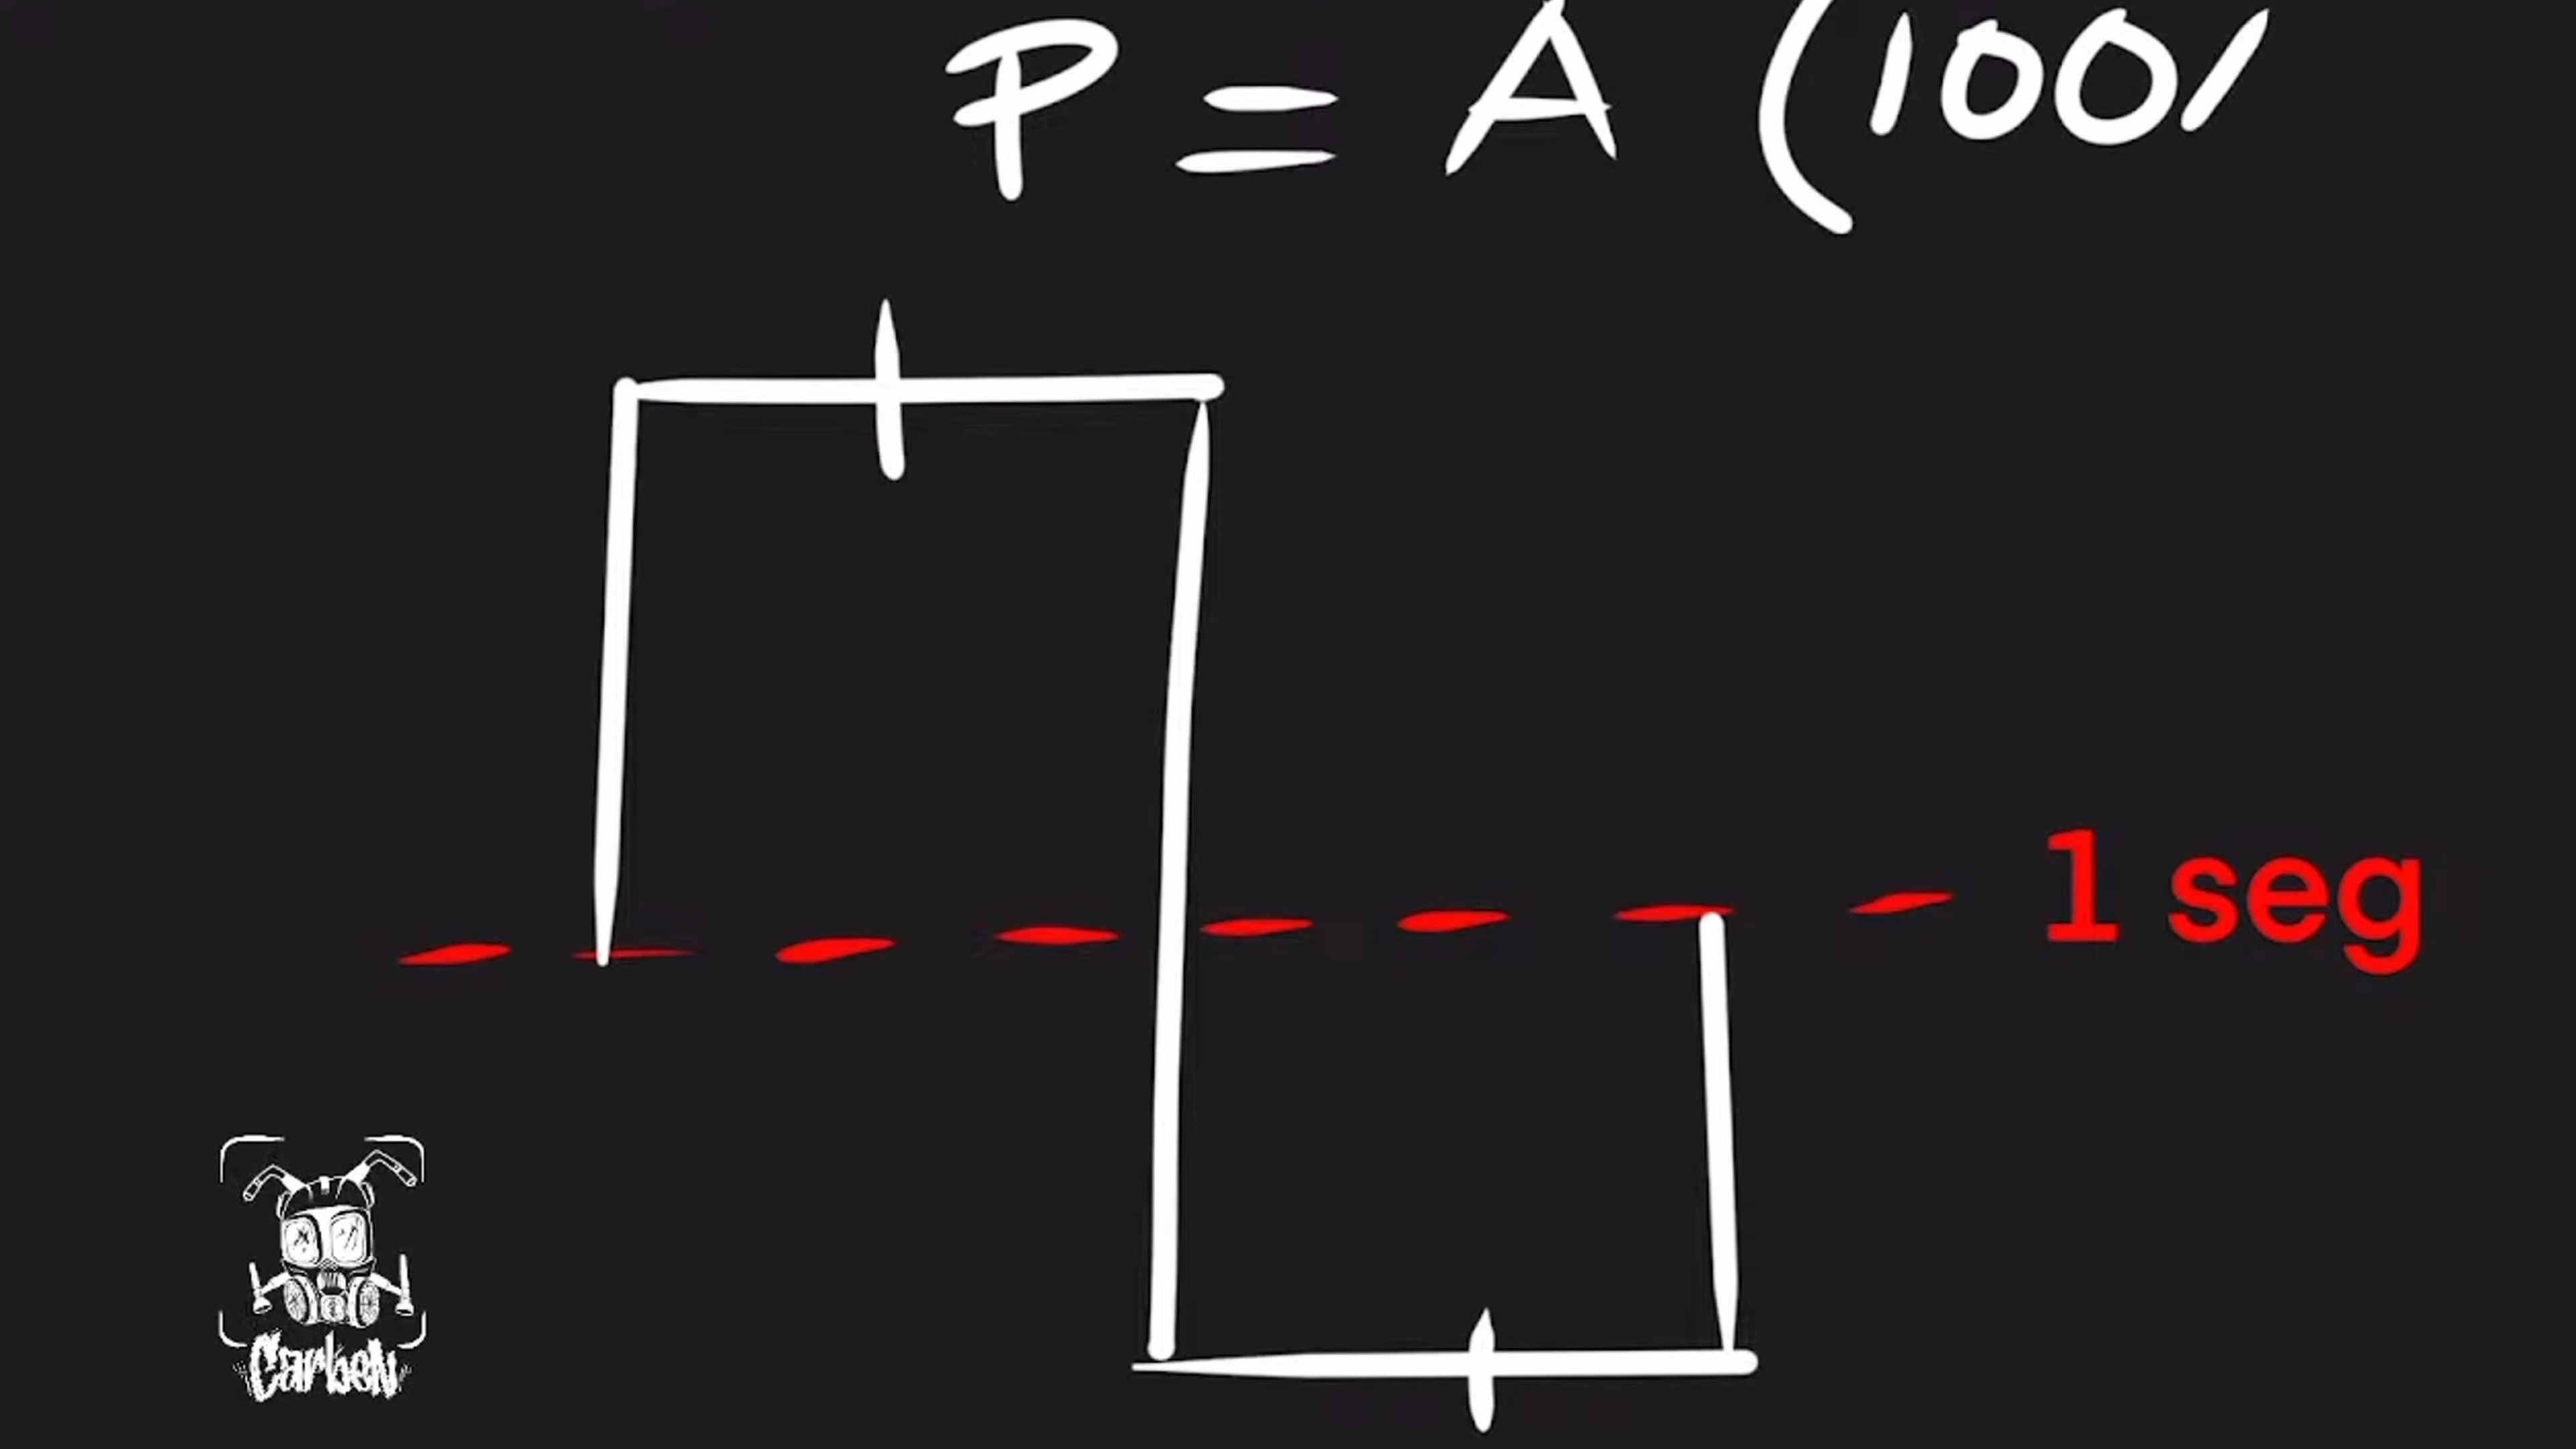 P = A (100/
1 seg
Carben